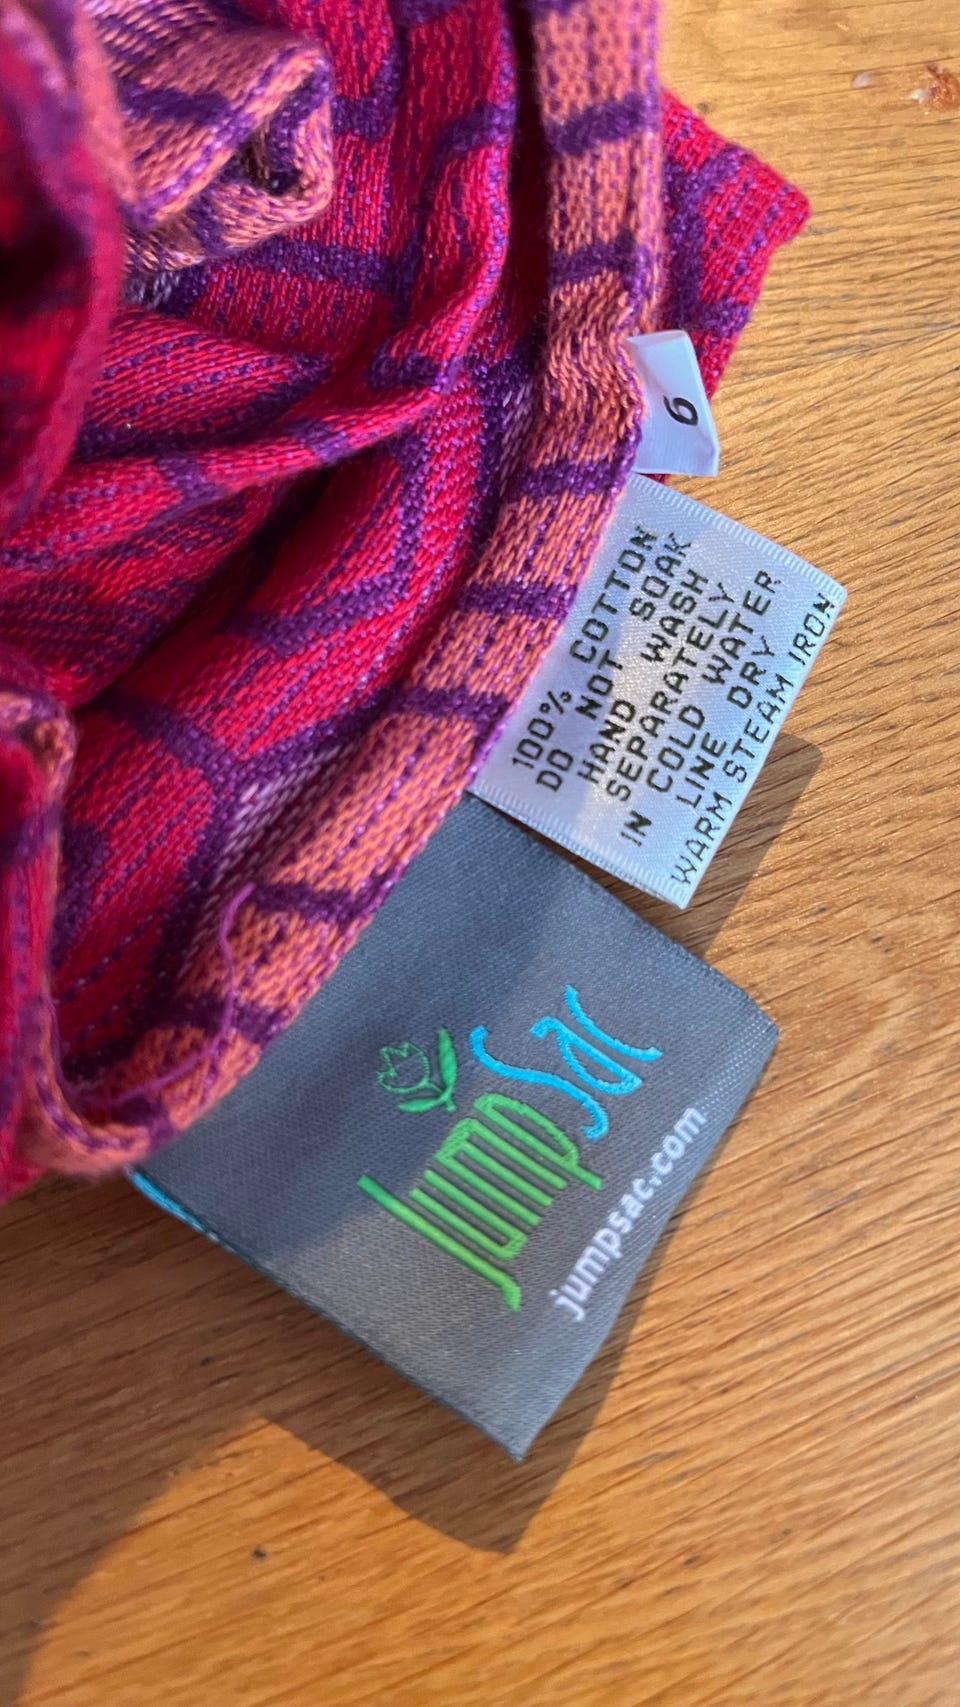 6
100% COTTON
DO NOT SOAK
HAND WASH
SEPARATELY
IN COLD WATER
LINE DRY
WARM STEAM IRON
JumpSac
jumpsac.com